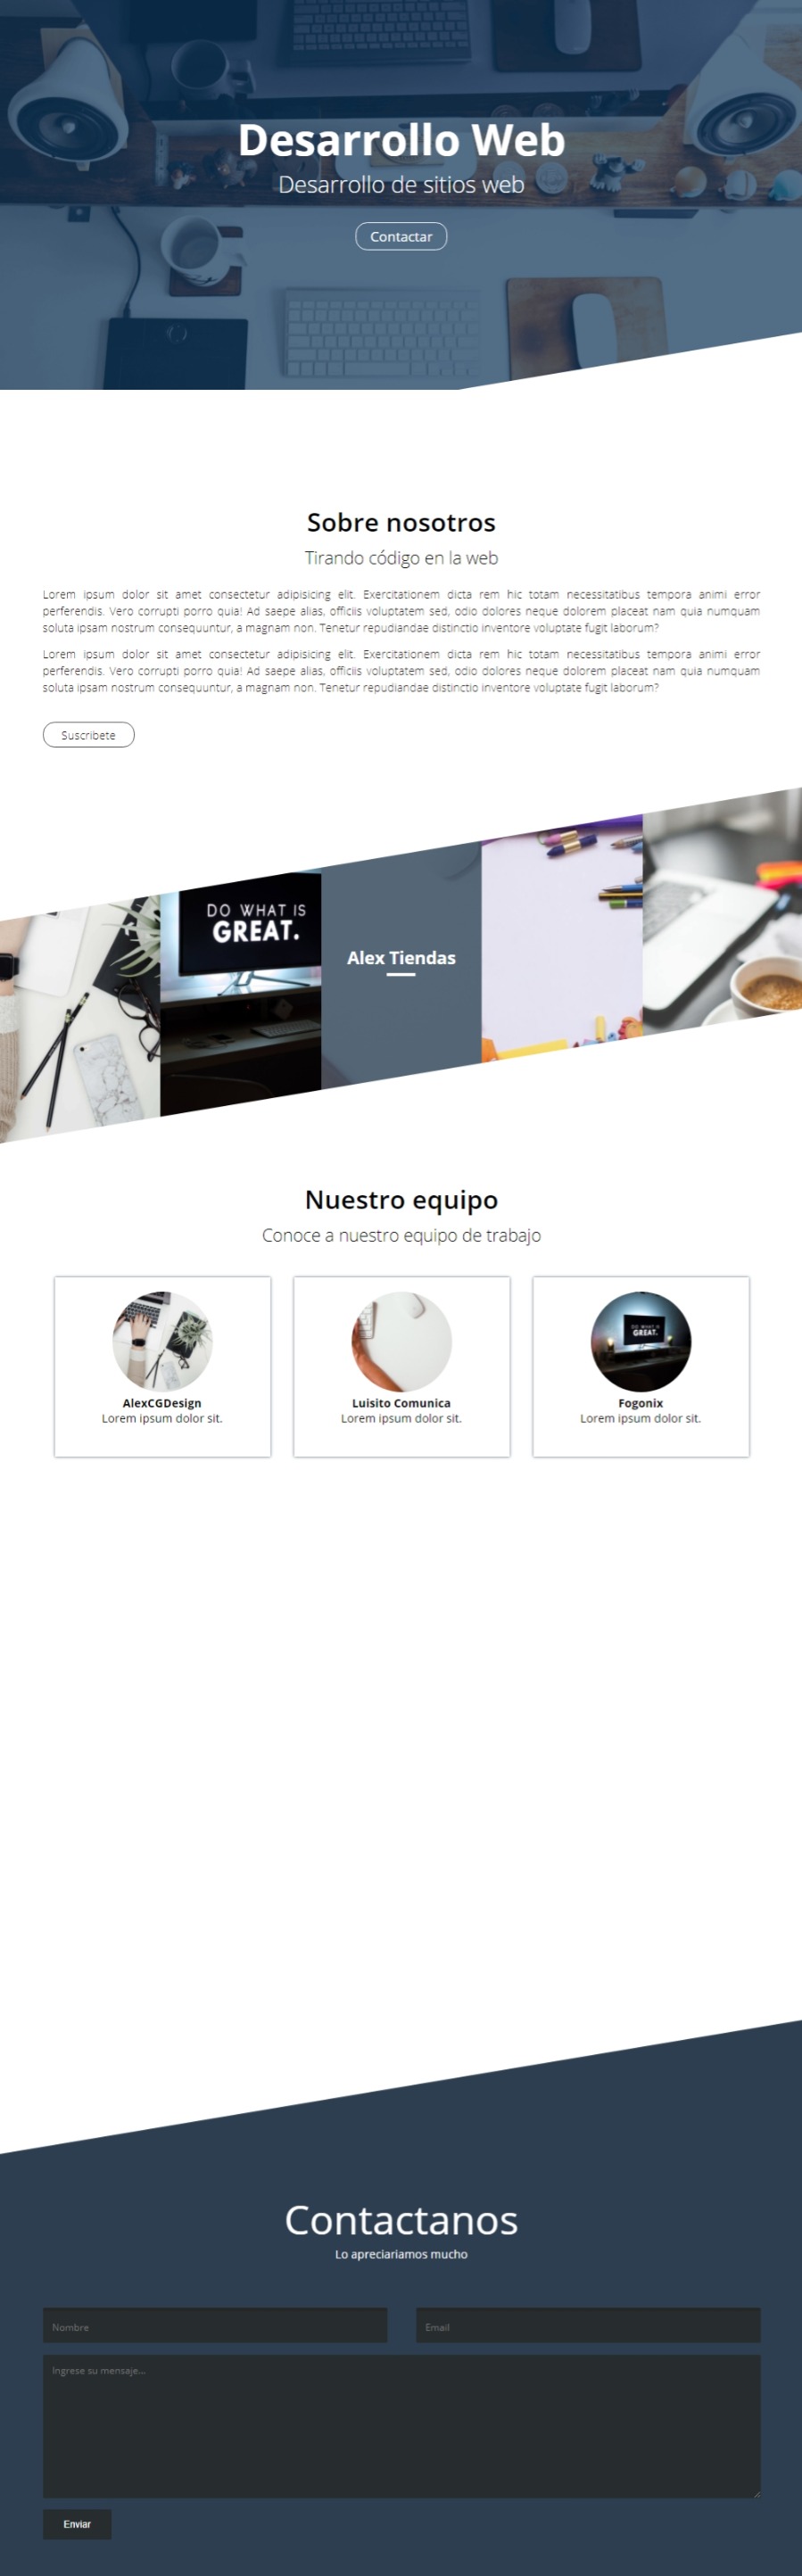 Desarrollo Web
Desarrollo de sitios web
Contactar
Sobre nosotros
Tirando código en la web
Lorem ipsum dolor sit amet consectetur adipisicing elit. Exercitationem dicta rem hic totam necessitatibus tempora animi error
perferendis. Vero corrupti porro quia! Ad saepe alias, officiis voluptatem sed, odio dolores neque dolorem placeat nam quia numquam
soluta ipsam nostrum consequuntur, a magnam non. Tenetur repudiandae distinctio inventore voluptate fugit laborum?
Lorem ipsum dolor sit amet consectetur adipisicing elit. Exercitationem dicta rem hic totam necessitatibus tempora animi error
perferendis. Vero corrupti porro quia! Ad saepe alias, officiis voluptatem sed, odio dolores neque dolorem placeat nam quia numquam
soluta ipsam nostrum consequuntur, a magnam non. Tenetur repudiandae distinctio inventore voluptate fugit laborum?
Suscribete
DO WHAT IS
GREAT.
Alex Tiendas
Nuestro equipo
Conoce a nuestro equipo de trabajo
AlexCGDesign
Lorem ipsum dolor sit.
Luisito Comunica
Lorem ipsum dolor sit.
DO WHAT IS
GREAT.
Fogonix
Lorem ipsum dolor sit.
Contactanos
Lo apreciariamos mucho
Nombre
Email
Ingrese su mensaje...
Enviar